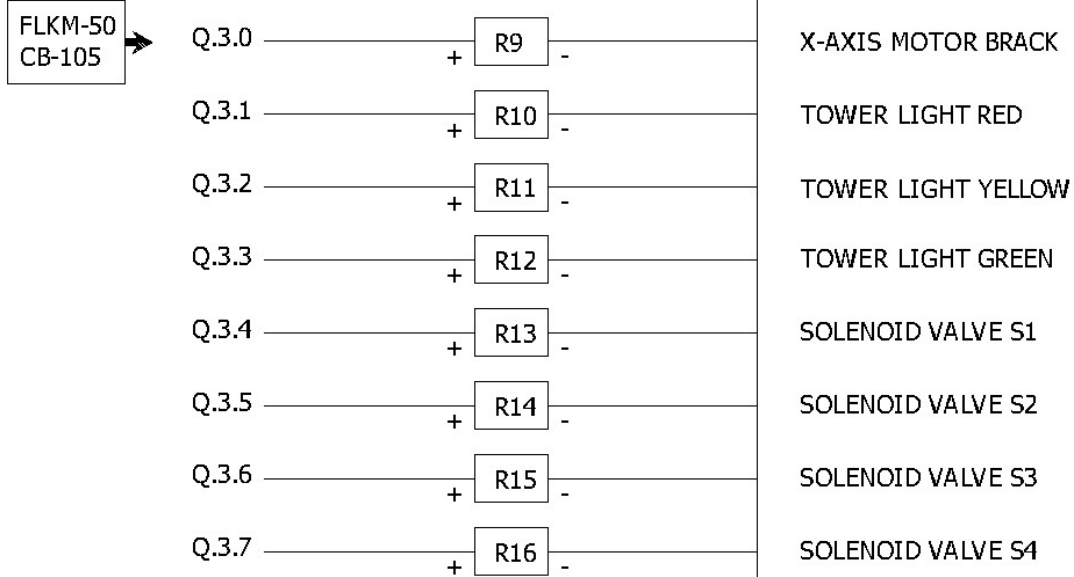 FLKM-50
CB-105
Q.3.0 + R9 - X-AXIS MOTOR BRACK
Q.3.1 + R10 - TOWER LIGHT RED
Q.3.2 + R11 - TOWER LIGHT YELLOW
Q.3.3 + R12 - TOWER LIGHT GREEN
Q.3.4 + R13 - SOLENOID VALVE S1
Q.3.5 + R14 - SOLENOID VALVE S2
Q.3.6 + R15 - SOLENOID VALVE S3
Q.3.7 + R16 - SOLENOID VALVE S4